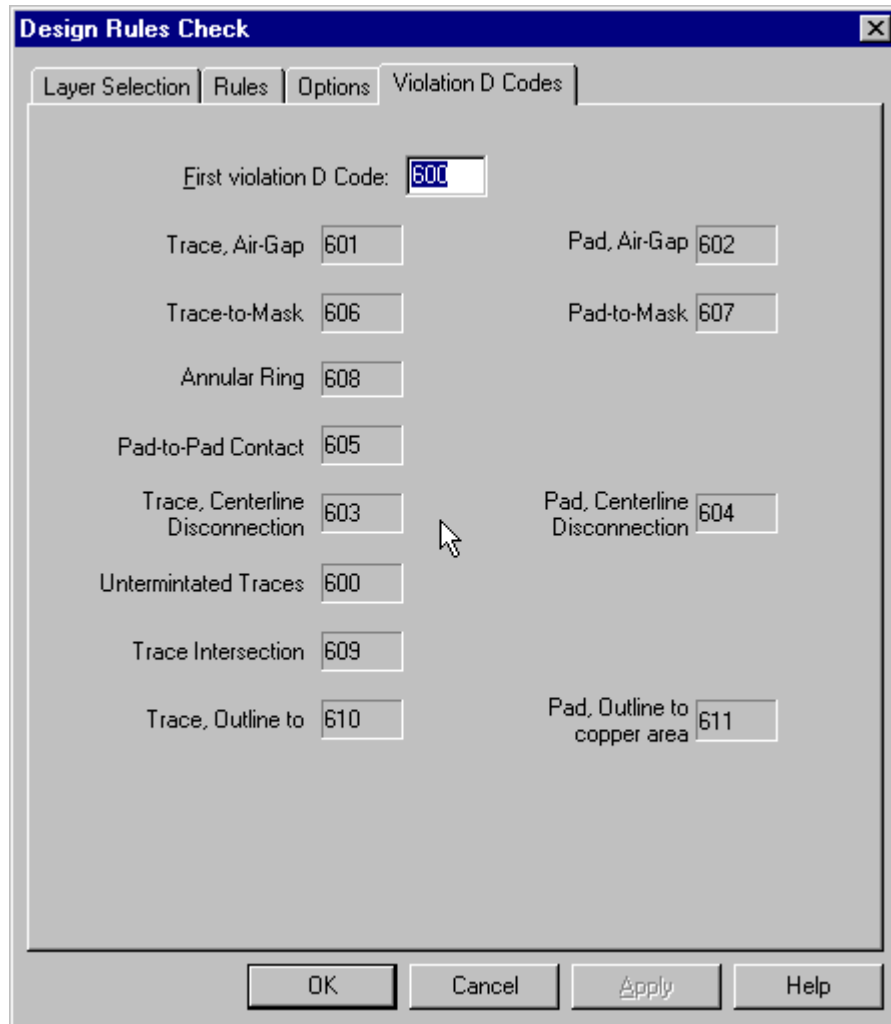 Design Rules Check
Layer Selection Rules Options Violation D Codes
First violation D Code: 600
Trace, Air-Gap 601 Pad, Air-Gap 602
Trace-to-Mask 606 Pad-to-Mask 607
Annular Ring 608
Pad-to-Pad Contact 605
Trace, Centerline
Disconnection 603
Pad, Centerline
Disconnection 604
Untermintated Traces 600
Trace Intersection 609
Trace, Outline to 610
Pad, Outline to
copper area 611
OK Cancel Apply Help